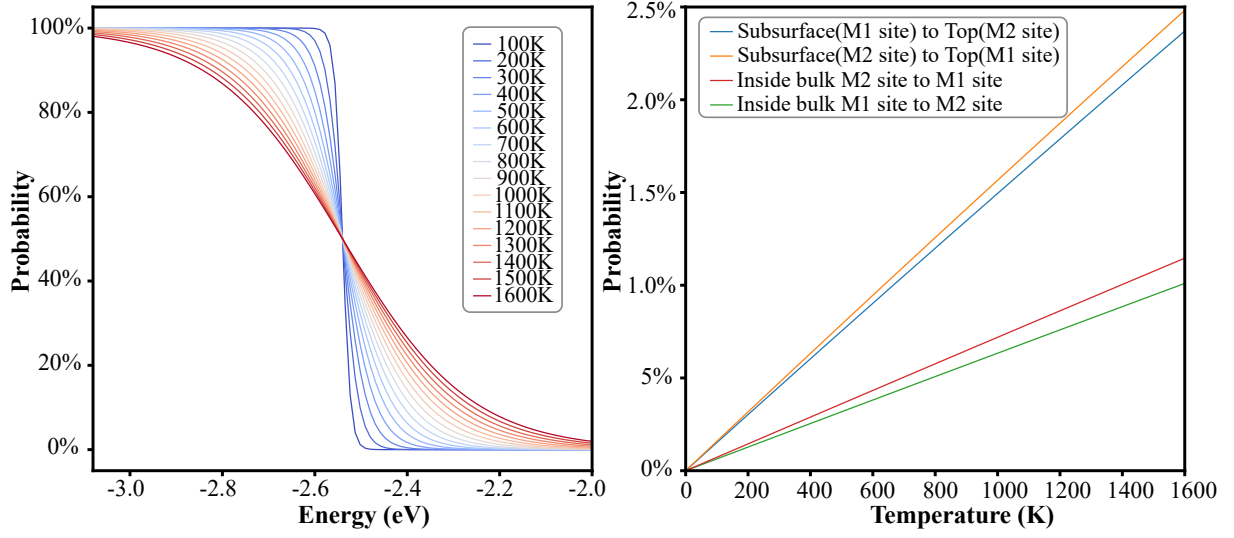 100%
80%
60%
40%
20%
0%
Probability
-3.0
-2.8
-2.6
-2.4
-2.2
-2.0
Energy (eV)
100K
200K
300K
400K
500K
600K
700K
800K
900K
1000K
1100K
1200K
1300K
1400K
1500K
1600K
2.5%
2.0%
1.5%
1.0%
5%
0%
Probability
0
200
400
600
800
1000
1200
1400
1600
Temperature (K)
Subsurface(M1 site) to Top(M2 site)
Subsurface(M2 site) to Top(M1 site)
Inside bulk M2 site to M1 site
Inside bulk M1 site to M2 site